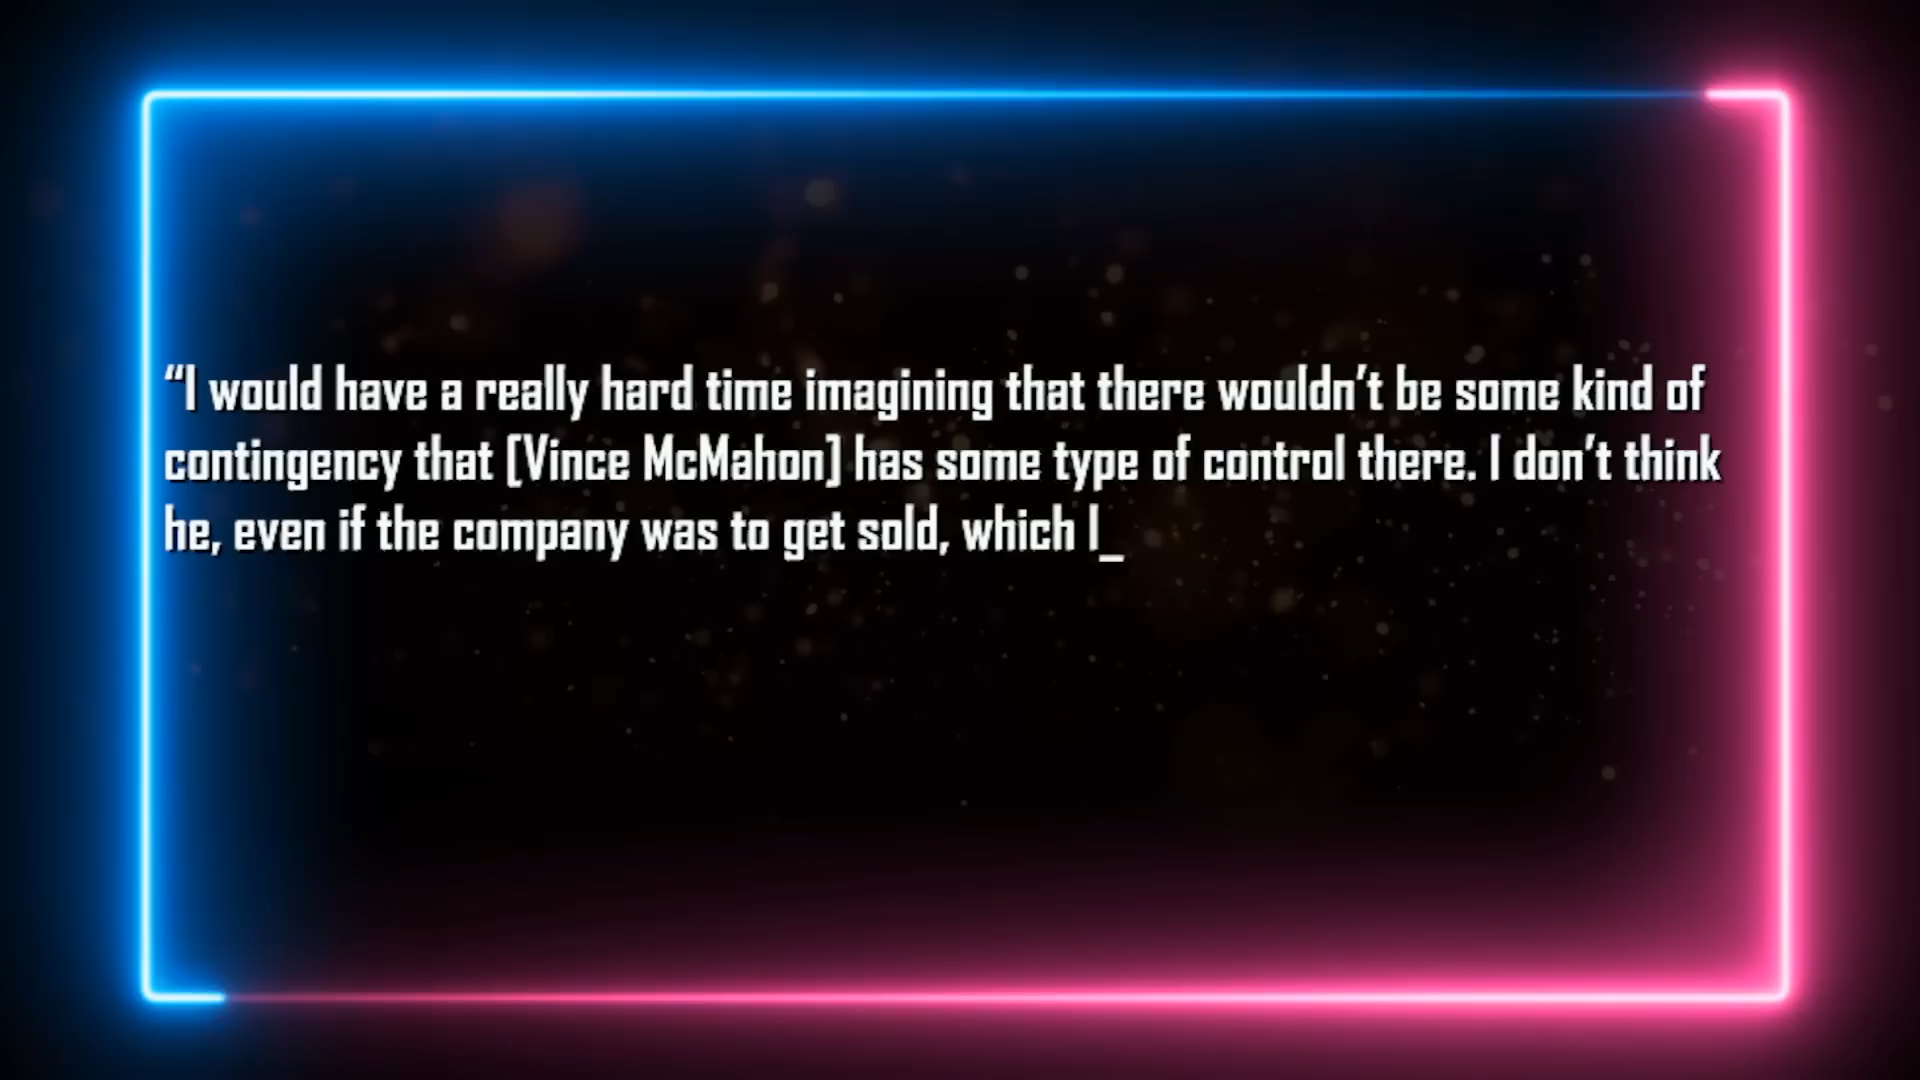 “I would have a really hard time imagining that there wouldn’t be some kind of
contingency that [Vince McMahon] has some type of control there. I don’t think
he, even if the company was to get sold, which I_